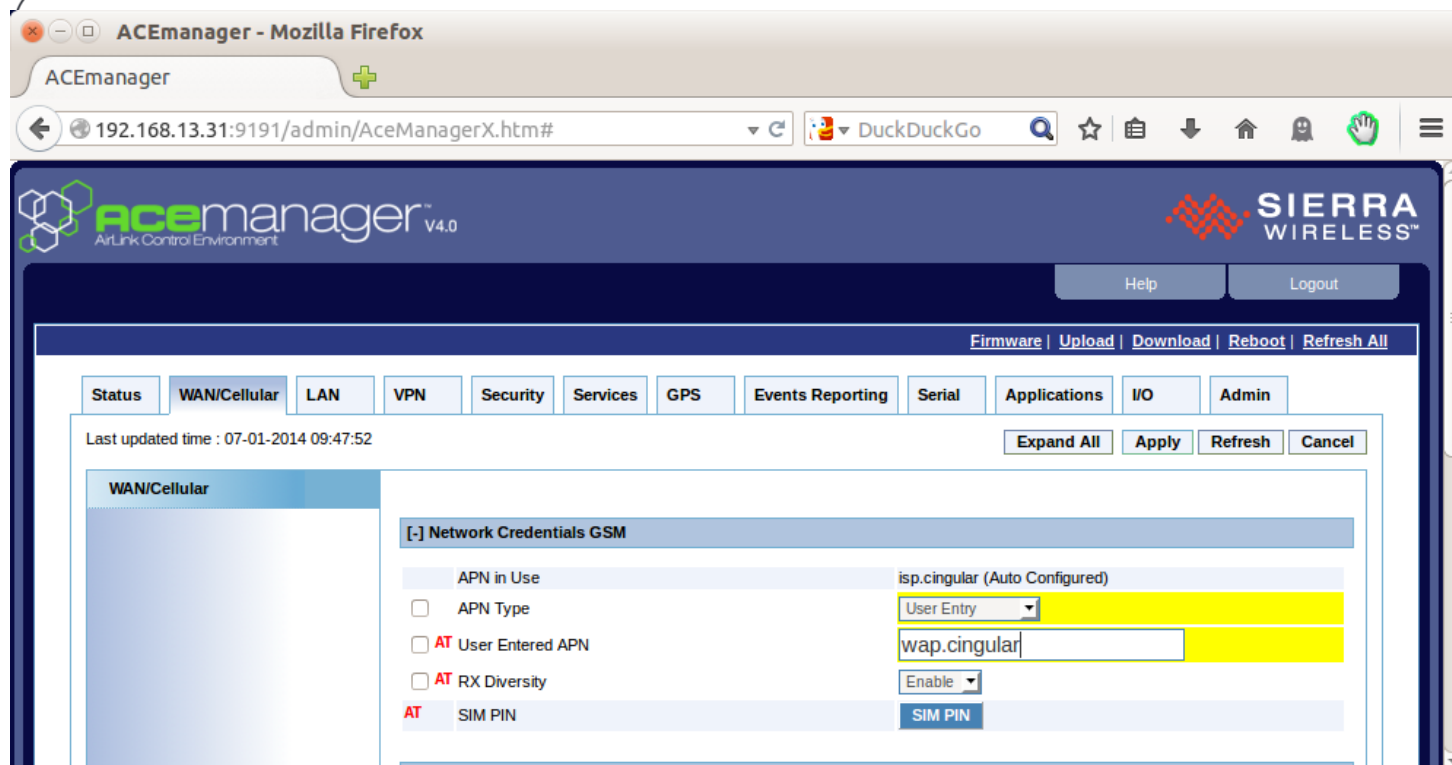 ACEmanager - Mozilla Firefox
ACEmanager
192.168.13.31:9191/admin/AceManagerX.htm# DuckDuckGo
acemanager™ V4.0
AirLink Control Environment
SIERRA
WIRELESS™
Help Logout
Firmware | Upload | Download | Reboot | Refresh All
Status WAN/Cellular LAN VPN Security Services GPS Events Reporting Serial Applications I/O Admin
Last updated time : 07-01-2014 09:47:52 Expand All Apply Refresh Cancel
WAN/Cellular
[-] Network Credentials GSM
APN in Use isp.cingular (Auto Configured)
APN Type User Entry
AT User Entered APN wap.cingular
AT RX Diversity Enable
AT SIM PIN SIM PIN